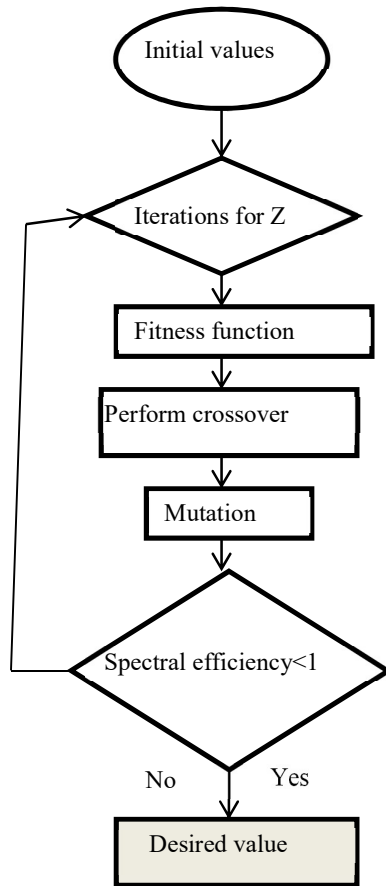 Initial values
Iterations for Z
Fitness function
Perform crossover
Mutation
Spectral efficiency<1
No Yes
Desired value